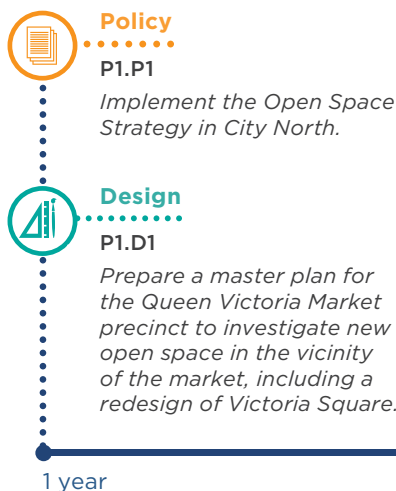 Policy
P1.P1
Implement the Open Space
Strategy in City North.
Design
P1.D1
Prepare a master plan for
the Queen Victoria Market
precinct to investigate new
open space in the vicinity
of the market, including a
redesign of Victoria Square.
1 year